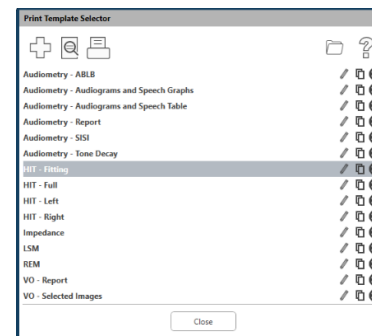 Print Template Selector
?
Audiometry - ABLB
Audiometry - Audiograms and Speech Graphs
Audiometry - Audiograms and Speech Table
Audiometry - Report
Audiometry - SISI
Audiometry - Tone Decay
HIT - Fitting
HIT - Full
HIT - Left
HIT - Right
Impedance
LSM
REM
VO - Report
VO - Selected Images
Close